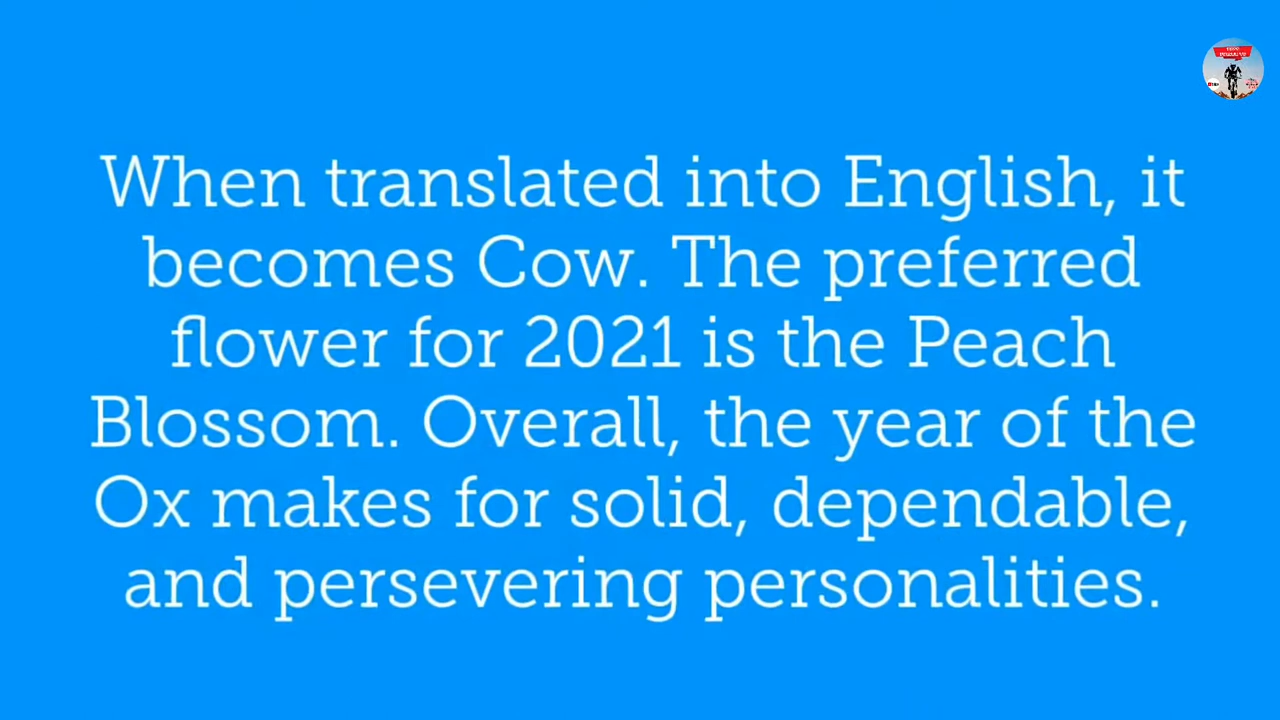 When translated into English, it
becomes Cow. The preferred
flower for 2021 is the Peach
Blossom. Overall, the year of the
Ox makes for solid, dependable,
and persevering personalities.